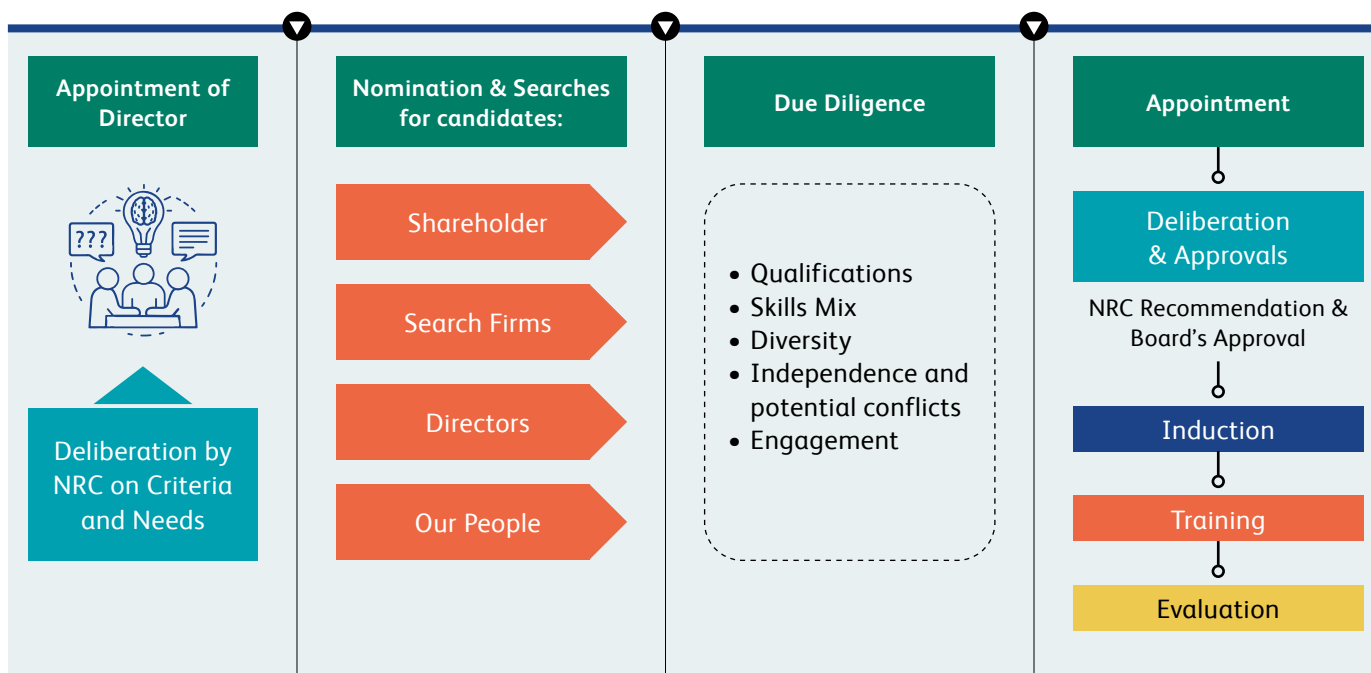 Appointment of
Director
???
Deliberation by
NRC on Criteria
and Needs
Nomination & Searches
for candidates:
Shareholder
Search Firms
Directors
Our People
Due Diligence
• Qualifications
• Skills Mix
• Diversity
• Independence and
potential conflicts
• Engagement
Appointment
Deliberation
& Approvals
NRC Recommendation &
Board’s Approval
Induction
Training
Evaluation